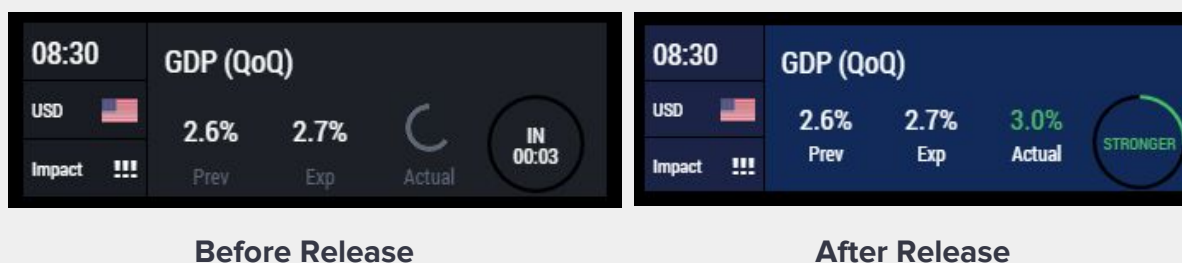 08:30
GDP (QoQ)
USD
2.6%
2.7%
IN
00:03
Impact !!!
Prev
Exp
Actual
Before Release
08:30
GDP (QoQ)
USD
2.6%
2.7%
3.0%
STRONGER
Prev
Exp
Actual
Impact !!!
After Release